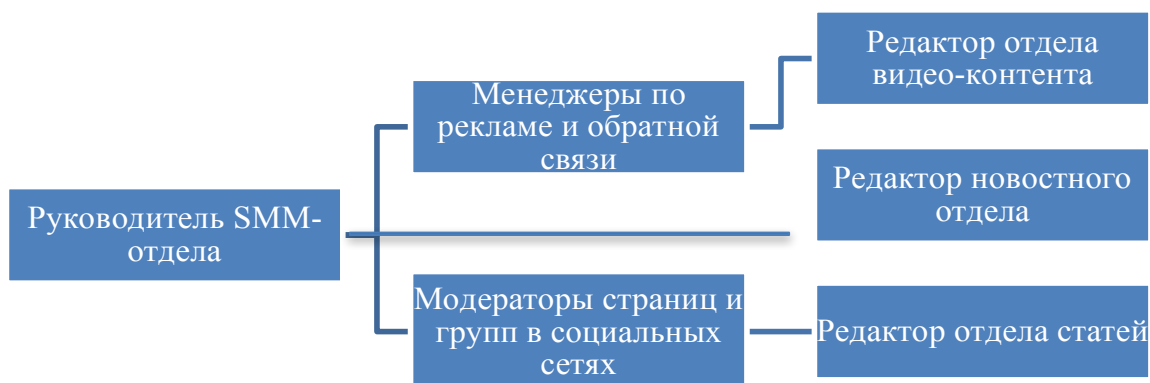 Руководитель SMM-
отдела
Менеджеры по
рекламе и обратной
связи
Модераторы страниц и
групп в социальных
сетях
Редактор отдела
видео-контента
Редактор новостного
отдела
Редактор отдела статей